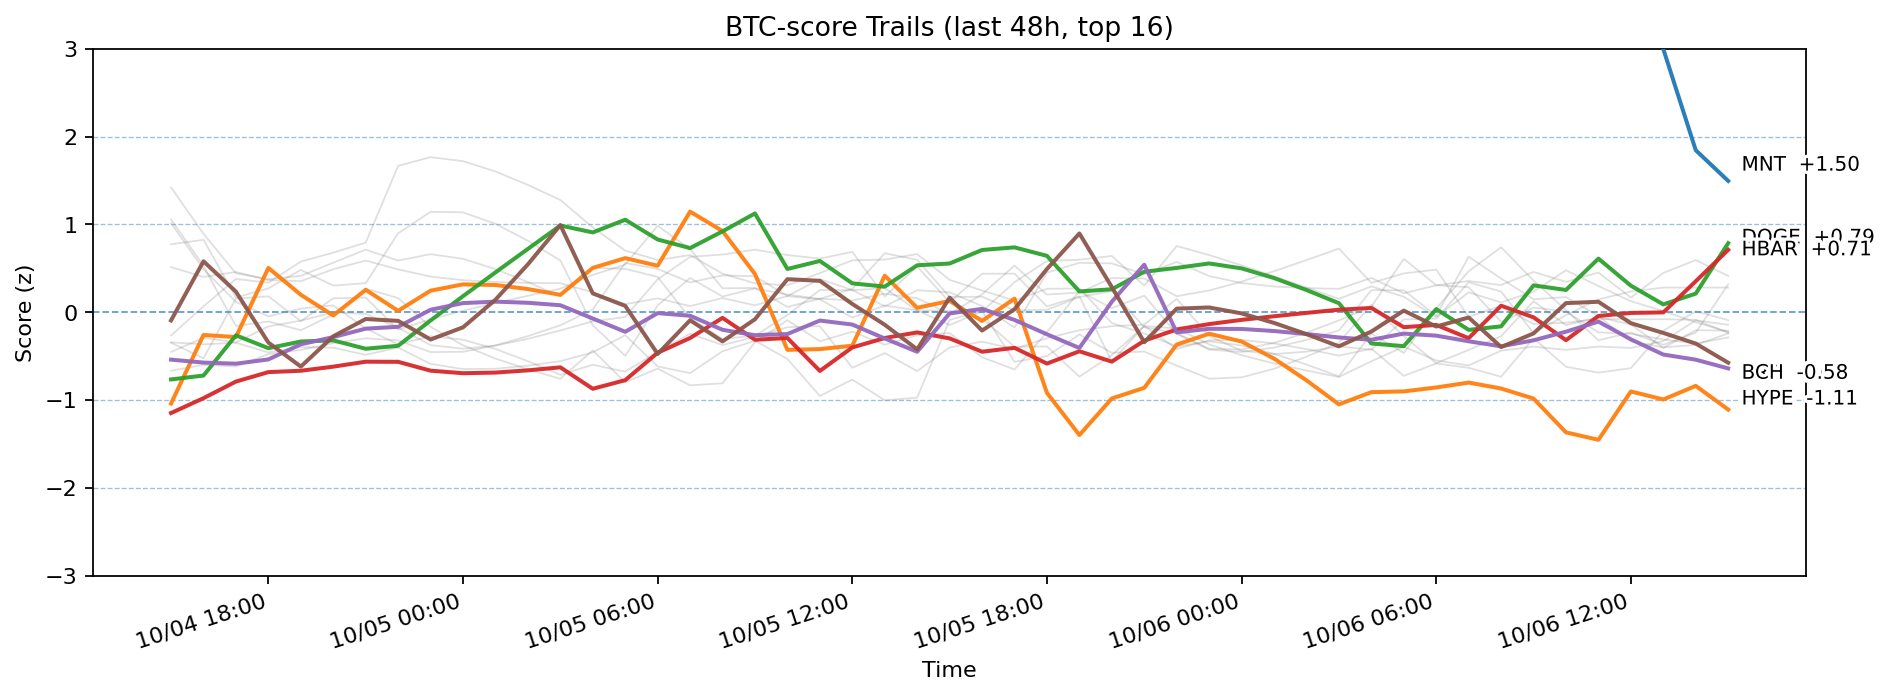 BTC-score Trails (last 48h, top 16)
Score (z)
3
2
1
0
−1
−2
−3
MNT +1.50
DOGE +0.79
HBAR +0.71
BCH -0.58
HYPE -1.11
10/04 18:00
10/05 00:00
10/05 06:00
10/05 12:00
10/05 18:00
10/06 00:00
10/06 06:00
10/06 12:00
Time